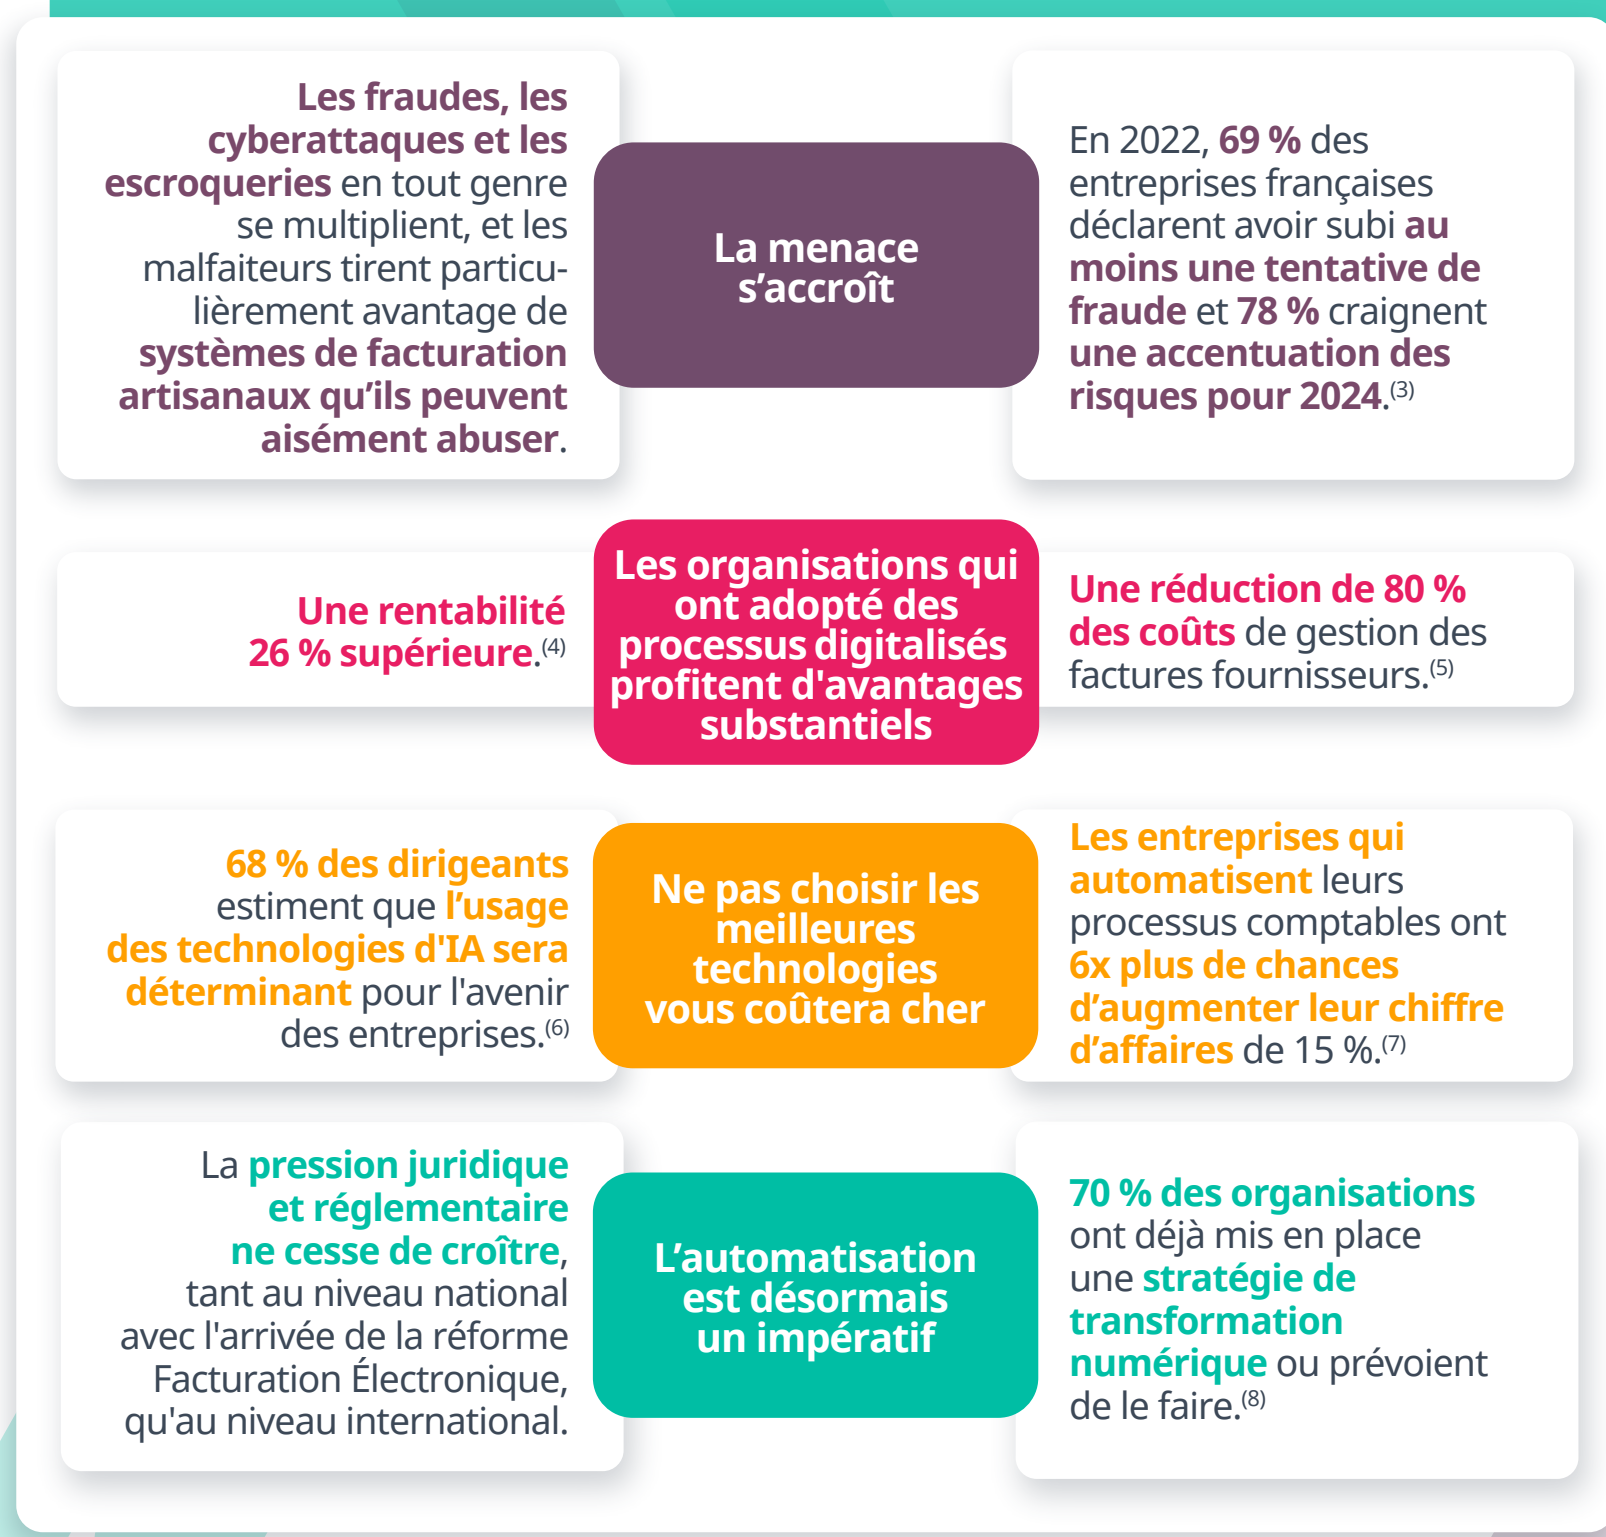 Les fraudes, les
cyberattaques et les
escroqueries en tout genre
se multiplient, et les
malfaiteurs tirent particu-
lièrement avantage de
systèmes de facturation
artisanaux qu’ils peuvent
aisément abuser.
La menace
s’accroît
En 2022, 69 % des
entreprises françaises
déclarent avoir subi au
moins une tentative de
fraude et 78 % craignent
une accentuation des
risques pour 2024.(3)
Une rentabilité
26 % supérieure.(4)
Les organisations qui
ont adopté des
processus digitalisés
profitent d'avantages
substantiels
Une réduction de 80 %
des coûts de gestion des
factures fournisseurs.(5)
68 % des dirigeants
estiment que l’usage
des technologies d'IA sera
déterminant pour l'avenir
des entreprises.(6)
Ne pas choisir les
meilleures
technologies
vous coûtera cher
Les entreprises qui
automatisent leurs
processus comptables ont
6x plus de chances
d’augmenter leur chiffre
d’affaires de 15 %.(7)
La pression juridique
et réglementaire
ne cesse de croître,
tant au niveau national
avec l'arrivée de la réforme
Facturation Électronique,
qu'au niveau international.
L’automatisation
est désormais
un impératif
70 % des organisations
ont déjà mis en place
une stratégie de
transformation
numérique ou prévoient
de le faire.(8)